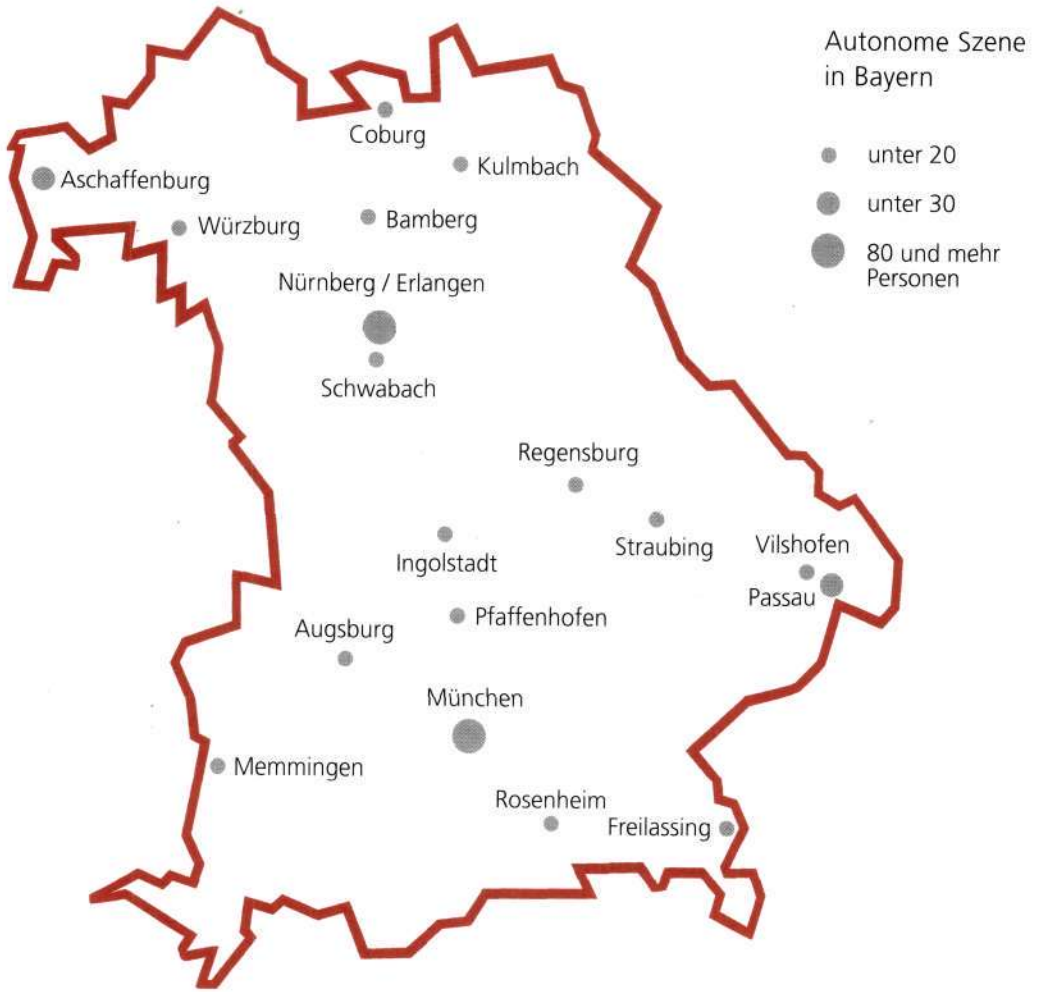 Autonome Szene
in Bayern
unter 20
unter 30
80 und mehr
Personen
Coburg
Kulmbach
Aschaffenburg
Würzburg
Bamberg
Nürnberg / Erlangen
Schwabach
Regensburg
Straubing
Vilshofen
Ingolstadt
Passau
Pfaffenhofen
Augsburg
München
Memmingen
Rosenheim
Freilassing